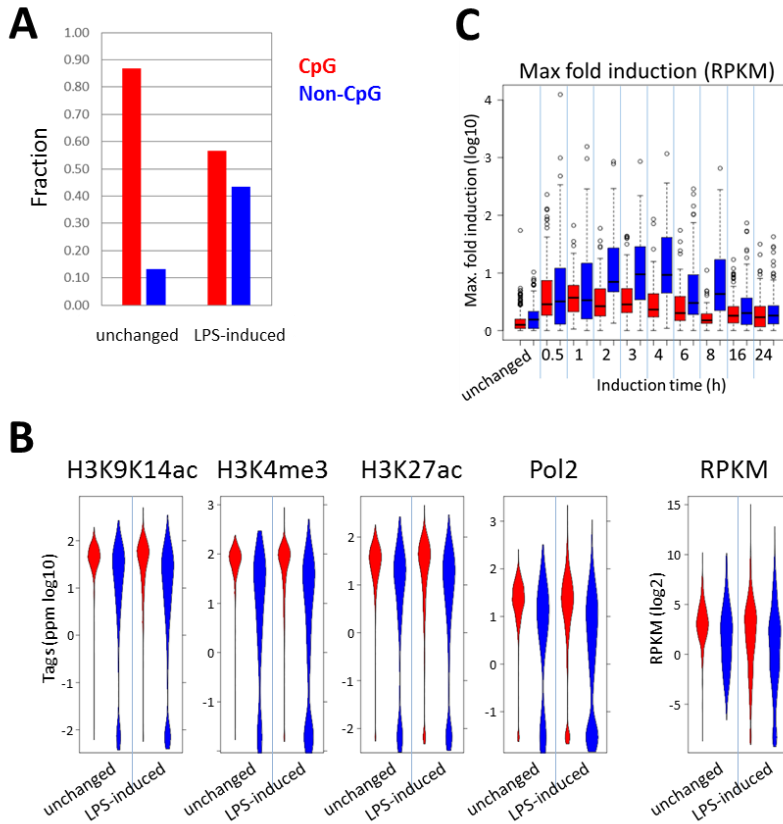 A
1.00
0.90
0.80
0.70
0.60
0.50
0.40
0.30
0.20
0.10
0.00
Fraction
unchanged
LPS-induced
CpG
Non-CpG
C
Max fold induction (RPKM)
Max. fold induction (log10)
4
3
2
1
0
unchanged
0.5
1
2
3
4
6
8
16
24
Induction time (h)
B
H3K9K14ac
Tags (ppm log10)
2
1
0
-1
-2
unchanged
LPS-induced
H3K4me3
3
2
1
0
-1
unchanged
LPS-induced
H3K27ac
2
1
0
-1
-2
unchanged
LPS-induced
Pol2
3
2
1
0
-1
unchanged
LPS-induced
RPKM
RPKM (log2)
15
10
5
0
-5
unchanged
LPS-induced